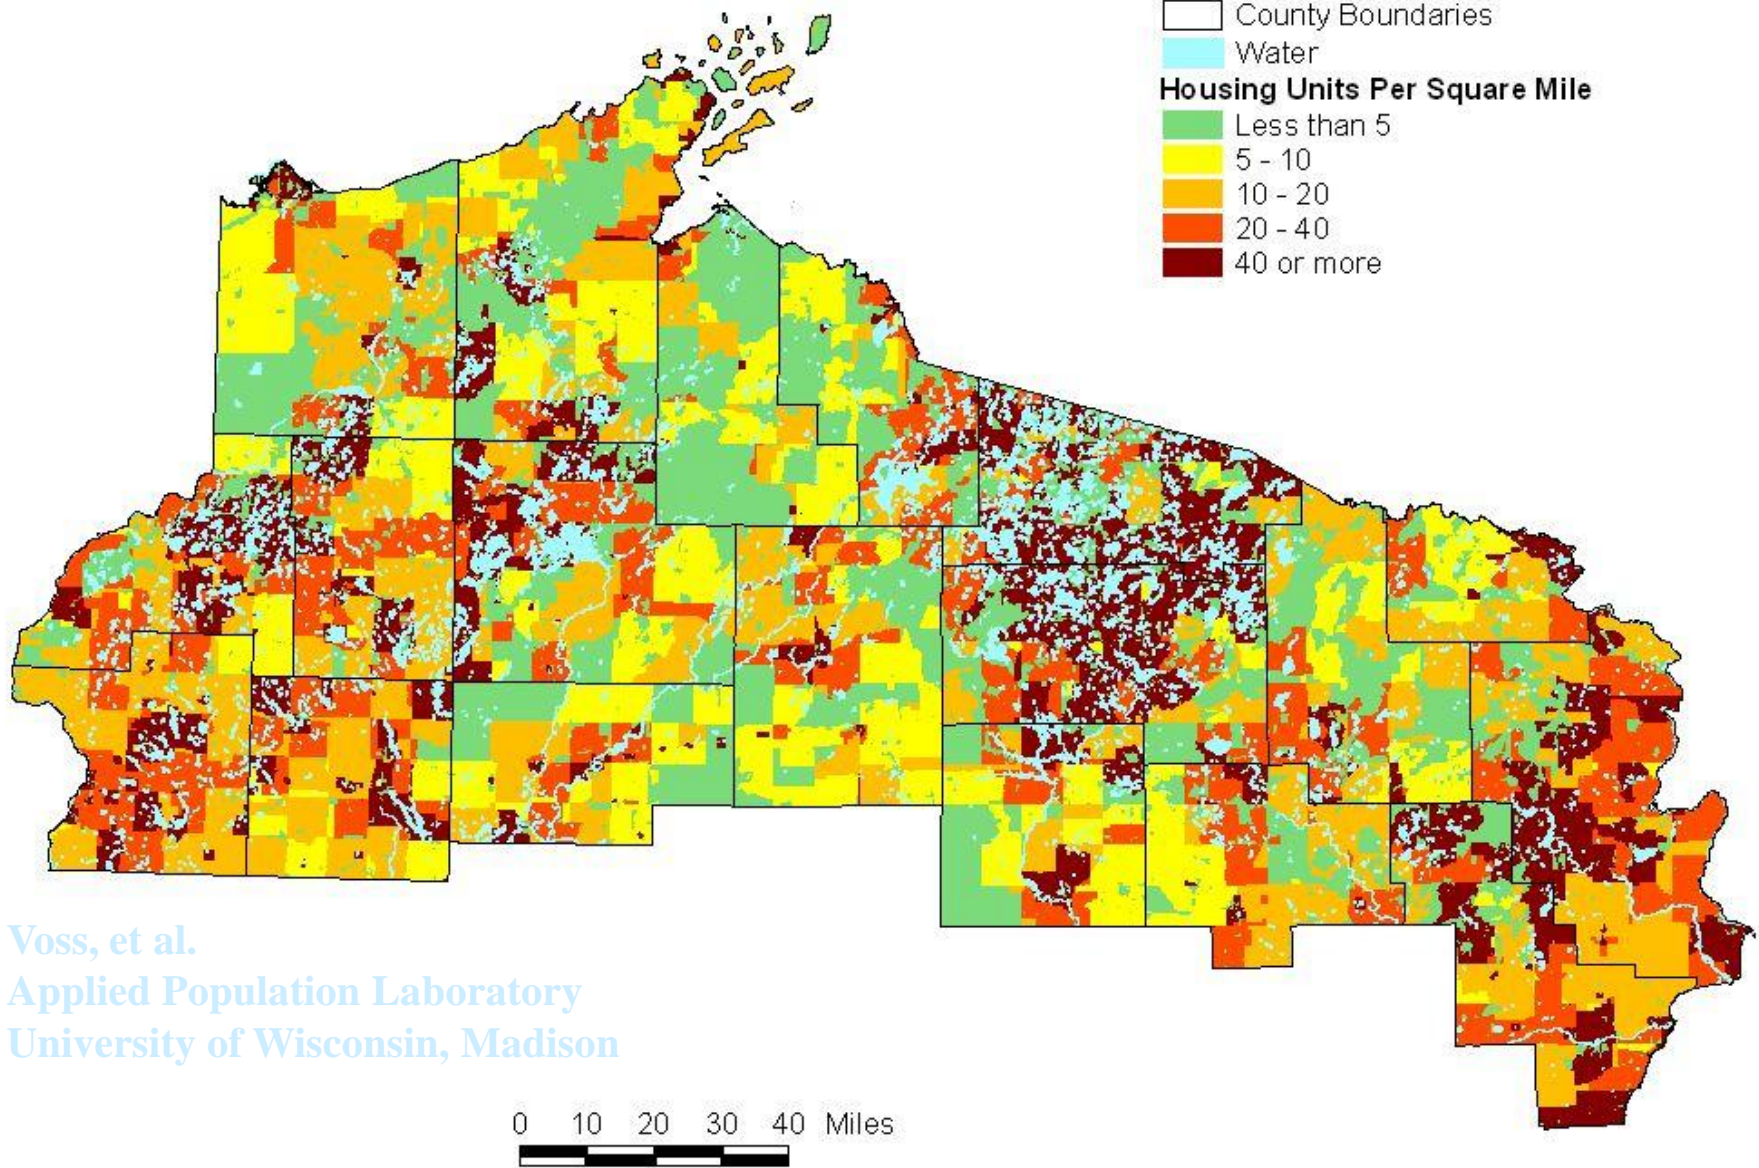 County Boundaries
Water
Housing Units Per Square Mile
Less than 5
5 - 10
10 - 20
20 - 40
40 or more
Voss, et al.
Applied Population Laboratory
University of Wisconsin, Madison
0 10 20 30 40 Miles